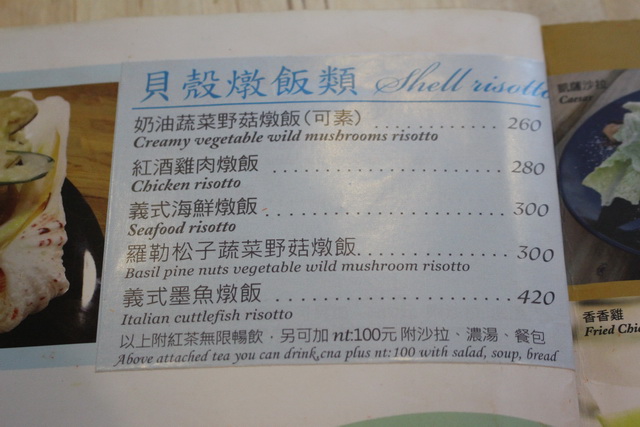 貝殼燉飯類 Shell risotto
奶油蔬菜野菇燉飯(可素) ............ 260
Creamy vegetable wild mushrooms risotto
紅酒雞肉燉飯 ........................ 280
Chicken risotto
義式海鮮燉飯 ........................ 300
Seafood risotto
羅勒松子蔬菜野菇燉飯............... 300
Basil pine nuts vegetable wild mushroom risotto
義式墨魚燉飯 ........................ 420
Italian cuttlefish risotto
以上附紅茶無限暢飲，另可加 nt:100元 附沙拉、濃湯、餐包
Above attached tea you can drink,cna plus nt:100 with salad, soup, bread
凱薩沙拉
Caesar
香香雞
Fried Chi